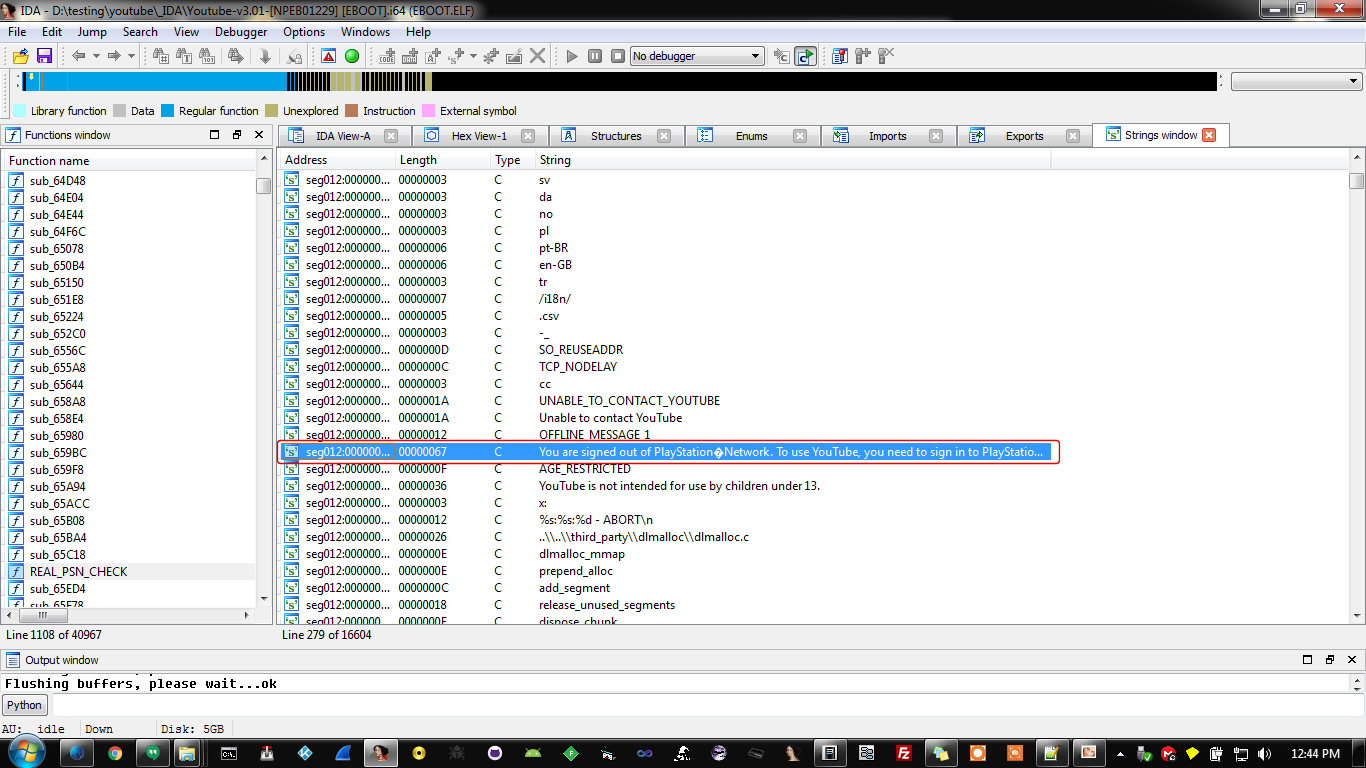 IDA - D:\testing\youtube\_IDA\Youtube-v3.01-[NPEB01229] [EBOOT].i64 (EBOOT.ELF)
File Edit Jump Search View Debugger Options Windows Help
No debugger
Library function Data Regular function Unexplored Instruction External symbol
Functions window
IDA View-A Hex View-1 Structures Enums Imports Exports Strings window
Function name
sub_64D48
sub_64E04
sub_64E44
sub_64F6C
sub_65078
sub_650B4
sub_65150
sub_651E8
sub_65224
sub_652C0
sub_6556C
sub_655A8
sub_65644
sub_658A8
sub_658E4
sub_65980
sub_659BC
sub_659F8
sub_65A94
sub_65ACC
sub_65B08
sub_65BA4
sub_65C18
REAL_PSN_CHECK
sub_65ED4
sub_65F78
Line 1108 of 40967
Address Length Type String
seg012:000000... 00000003 C sv
seg012:000000... 00000003 C da
seg012:000000... 00000003 C no
seg012:000000... 00000003 C pl
seg012:000000... 00000006 C pt-BR
seg012:000000... 00000006 C en-GB
seg012:000000... 00000003 C tr
seg012:000000... 00000007 C /i18n/
seg012:000000... 00000005 C .csv
seg012:000000... 00000003 C -_
seg012:000000... 0000000D C SO_REUSEADDR
seg012:000000... 0000000C C TCP_NODELAY
seg012:000000... 00000003 C cc
seg012:000000... 0000001A C UNABLE_TO_CONTACT_YOUTUBE
seg012:000000... 0000001A C Unable to contact YouTube
seg012:000000... 00000012 C OFFLINE_MESSAGE_1
seg012:000000... 00000067 C You are signed out of PlayStation�Network. To use YouTube, you need to sign in to PlayStatio...
seg012:000000... 0000000F C AGE_RESTRICTED
seg012:000000... 00000036 C YouTube is not intended for use by children under 13.
seg012:000000... 00000003 C x:
seg012:000000... 00000012 C %s:%s:%d - ABORT\n
seg012:000000... 00000026 C ..\\..\\third_party\\dlmalloc\\dlmalloc.c
seg012:000000... 0000000E C dlmalloc_mmap
seg012:000000... 0000000E C prepend_alloc
seg012:000000... 0000000C C add_segment
seg012:000000... 00000018 C release_unused_segments
seg012:000000... 0000000E C dispose_chunk
Line 279 of 16604
Output window
Flushing buffers, please wait...ok
Python
AU: idle Down Disk: 5GB
12:44 PM